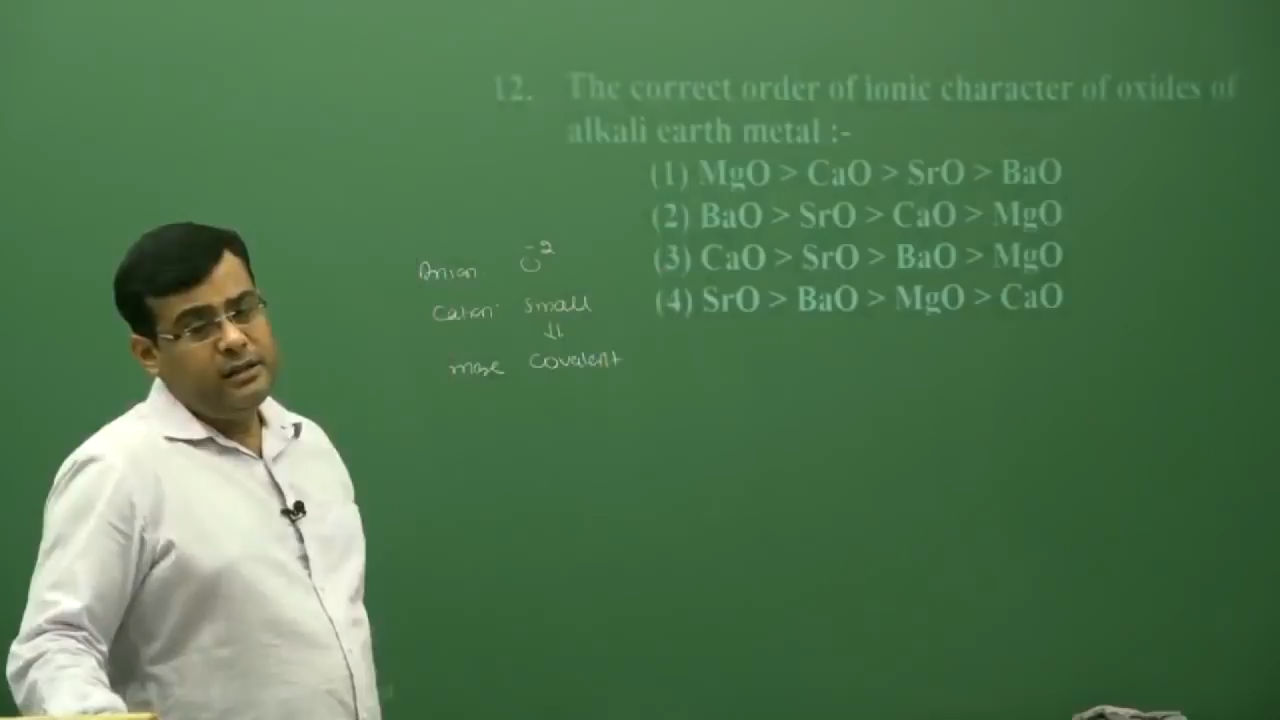 12. The correct order of ionic character of oxides of
alkali earth metal :-
(1) MgO > CaO > SrO > BaO
(2) BaO > SrO > CaO > MgO
(3) CaO > SrO > BaO > MgO
(4) SrO > BaO > MgO > CaO
Anion O⁻²
Cation small
⇓
more covalent